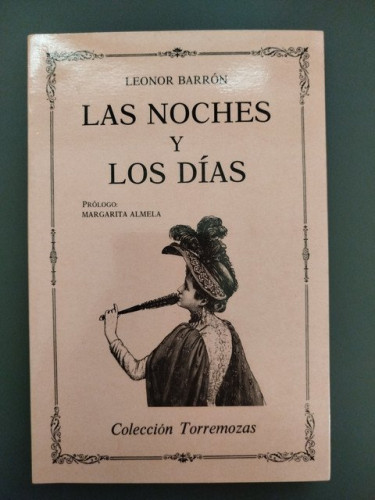 LEONOR BARRÓN
LAS NOCHES
Y
LOS DÍAS
PRÓLOGO:
MARGARITA ALMELA
Colección Torremozas